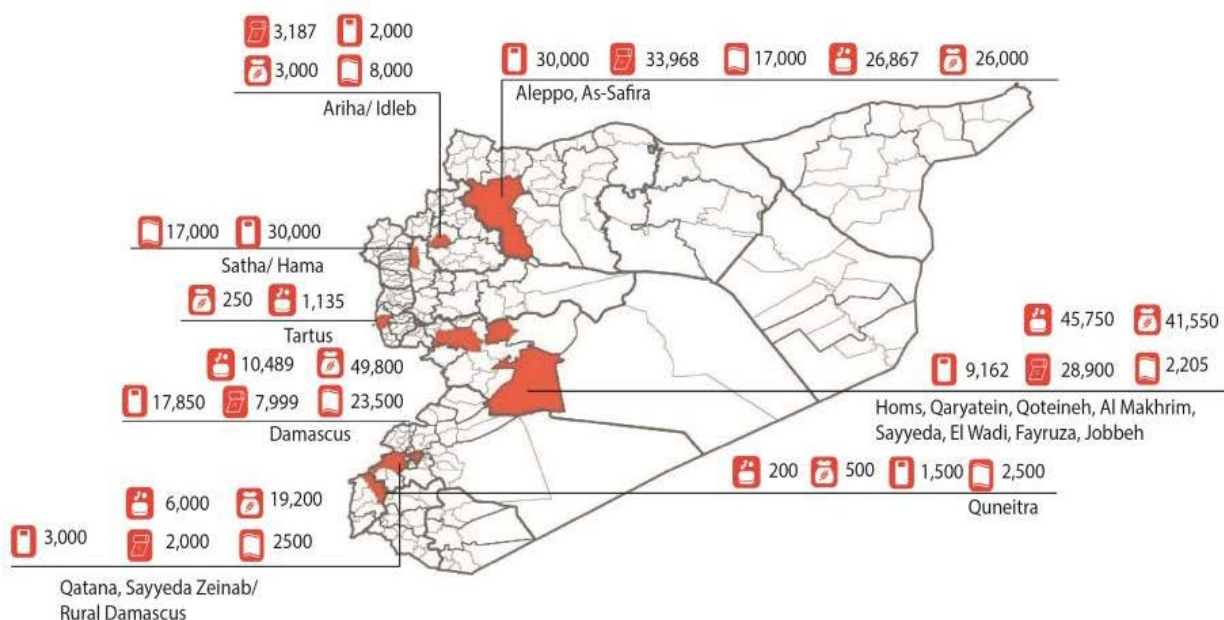 3,187 2,000
3,000 8,000
Ariha/ Idleb
30,000 33,968 17,000 26,867 26,000
Aleppo, As-Safira
17,000 30,000
Satha/ Hama
250 1,135
Tartus
10,489 49,800
17,850 7,999 23,500
Damascus
45,750 41,550
9,162 28,900 2,205
Homs, Qaryatein, Qoteineh, Al Makhrim,
Sayyeda, El Wadi, Fayruza, Jobbeh
200 500 1,500 2,500
Quneitra
6,000 19,200
3,000 2,000 2500
Qatana, Sayyeda Zeinab/
Rural Damascus